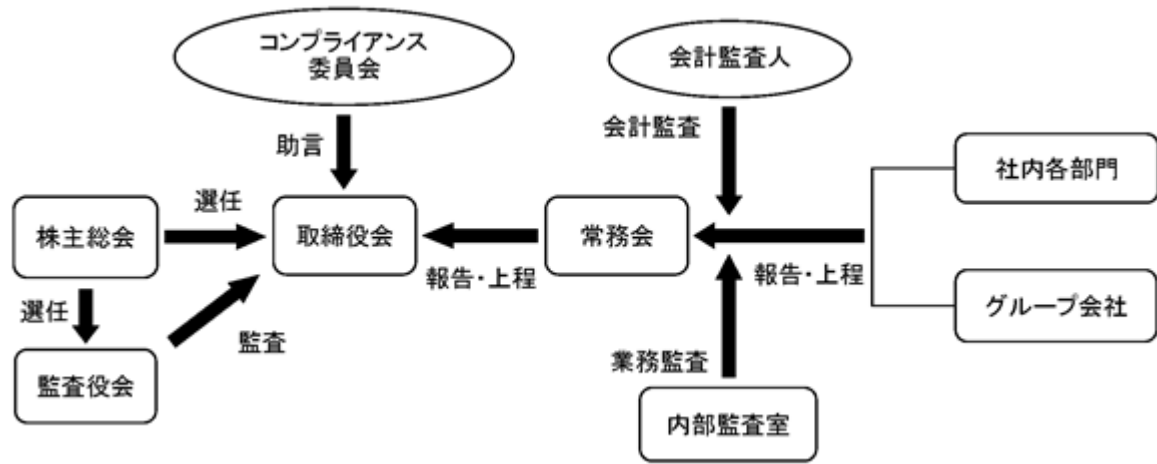 コンプライアンス
委員会
会計監査人
助言
会計監査
社内各部門
選任
株主総会
取締役会
常務会
報告・上程
報告・上程
選任
グループ会社
監査
監査役会
業務監査
内部監査室